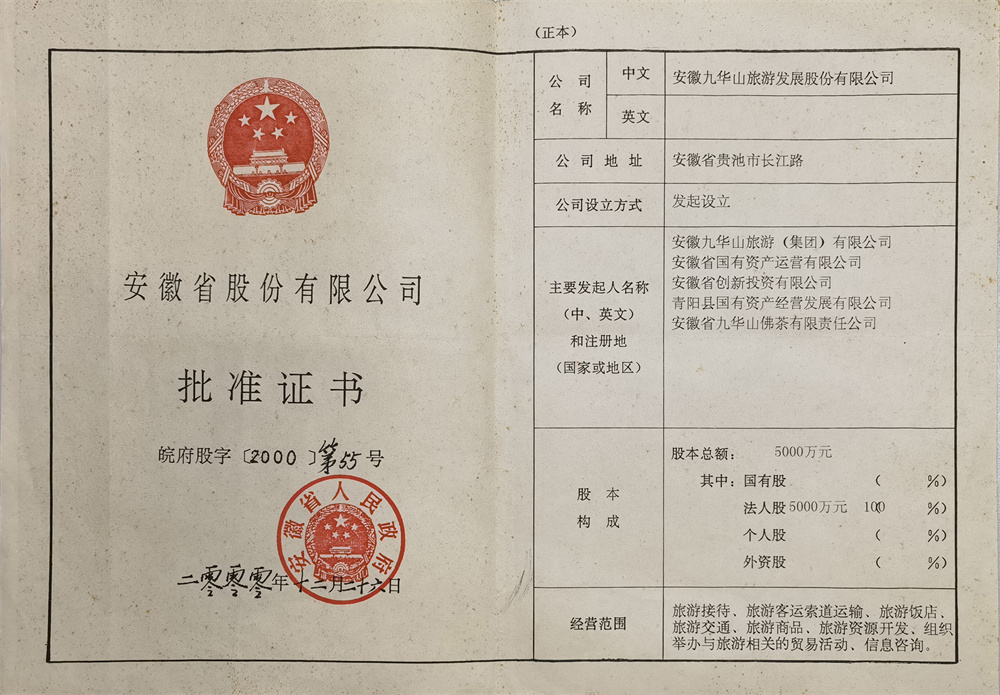 安徽省股份有限公司
批准证书
皖府股字〔2000〕第55号
安徽省人民政府
二零零零年十二月二十六日
（正本）
公司名称
中文
安徽九华山旅游发展股份有限公司
英文
公司地址
安徽省贵池市长江路
公司设立方式
发起设立
主要发起人名称
（中、英文）
和注册地
（国家或地区）
安徽九华山旅游（集团）有限公司
安徽省国有资产运营有限公司
安徽省创新投资有限公司
青阳县国有资产经营发展有限公司
安徽省九华山佛茶有限责任公司
股本
构成
股本总额： 5000万元
其中：国有股 （ %）
法人股 5000万元 （100 %）
个人股 （ %）
外资股 （ %）
经营范围
旅游接待、旅游客运索道运输、旅游饭店、
旅游交通、旅游商品、旅游资源开发、组织
举办与旅游相关的贸易活动、信息咨询。